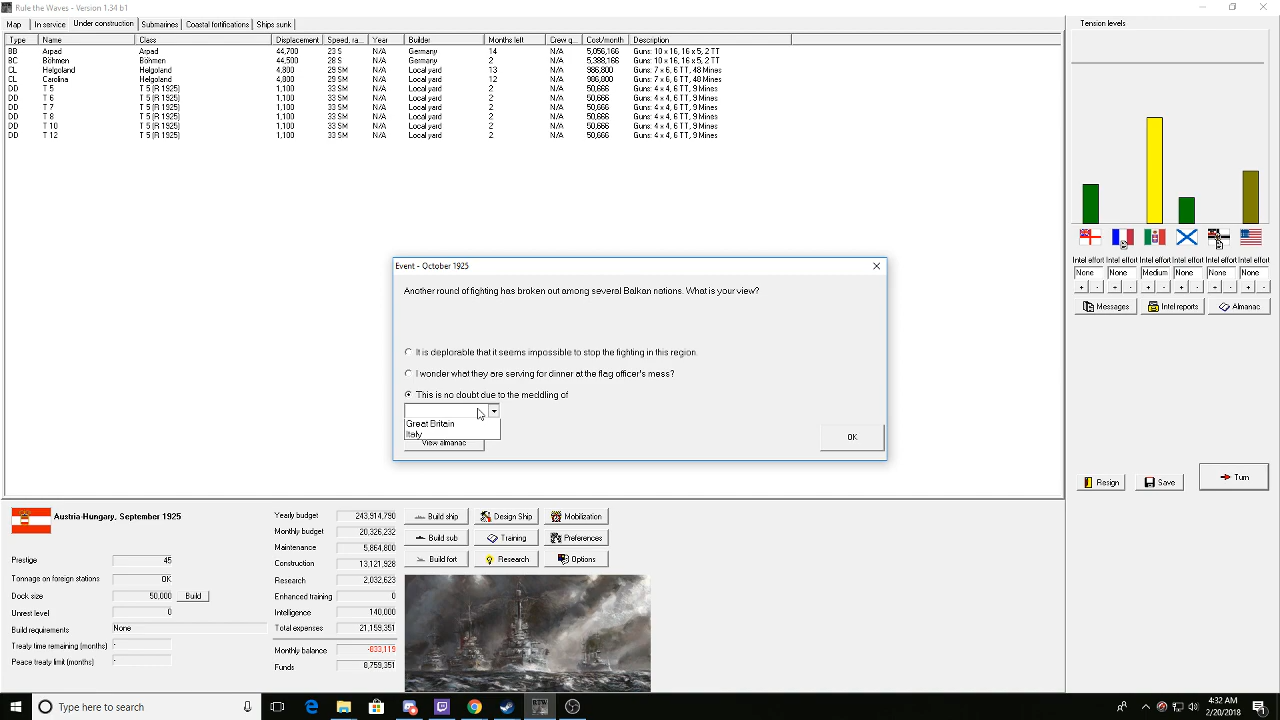 Rule the Waves - Version 1.34 b1
Map In service Under construction Submarines Coastal fortifications Ships sunk
Type Name Class Displacement Speed, ra... Year Builder Months left Crew q... Cost/month Description
BB Arpad Arpad 44,700 23 S N/A Germany 14 N/A 5,056,166 Guns: 10 x 16, 16 x 5, 2 TT
BC Böhmen Böhmen 44,500 28 S N/A Germany 2 N/A 5,388,166 Guns: 10 x 16, 16 x 5, 2 TT
CL Helgoland Helgoland 4,800 29 SM N/A Local yard 13 N/A 986,800 Guns: 7 x 6, 6 TT, 48 Mines
CL Carolina Helgoland 4,800 29 SM N/A Local yard 12 N/A 986,800 Guns: 7 x 6, 6 TT, 48 Mines
DD T 5 T 5 (R 1925) 1,100 33 SM N/A Local yard 2 N/A 50,666 Guns: 4 x 4, 6 TT, 9 Mines
DD T 6 T 5 (R 1925) 1,100 33 SM N/A Local yard 2 N/A 50,666 Guns: 4 x 4, 6 TT, 9 Mines
DD T 7 T 5 (R 1925) 1,100 33 SM N/A Local yard 2 N/A 50,666 Guns: 4 x 4, 6 TT, 9 Mines
DD T 8 T 5 (R 1925) 1,100 33 SM N/A Local yard 2 N/A 50,666 Guns: 4 x 4, 6 TT, 9 Mines
DD T 10 T 5 (R 1925) 1,100 33 SM N/A Local yard 2 N/A 50,666 Guns: 4 x 4, 6 TT, 9 Mines
DD T 12 T 5 (R 1925) 1,100 33 SM N/A Local yard 2 N/A 50,666 Guns: 4 x 4, 6 TT, 9 Mines
Tension levels
Intel effort Intel effort Intel effort Intel effort Intel effort Intel effort
None None Medium None None None
+ - + - + - + - + - + -
Messages Intel reports Almanac
Event - October 1925
Another round of fighting has broken out among several Balkan nations. What is your view?
It is deplorable that it seems impossible to stop the fighting in this region.
I wonder what they are serving for dinner at the flag officer's mess?
This is no doubt due to the meddling of
Great Britain
Italy
View almanac
OK
Resign Save Turn
Austria-Hungary, September 1925
Prestige 45
Tonnage on foreign stations OK
Dock size 50,000 Build
Unrest level 0
Build requirements None
Treaty time remaining (months) -
Peace treaty limit (months) -
Yearly budget 243,914,790
Monthly budget 20,326,232
Maintenance 5,864,800
Construction 13,121,928
Research 2,032,623
Enhanced training 0
Intelligence 140,000
Total expenses 21,159,351
Monthly balance -833,119
Funds 8,759,351
Build ship Design Ship Mobilization
Build sub Training Preferences
Build fort Research Options
Type here to search
4:32 AM
2/20/2018